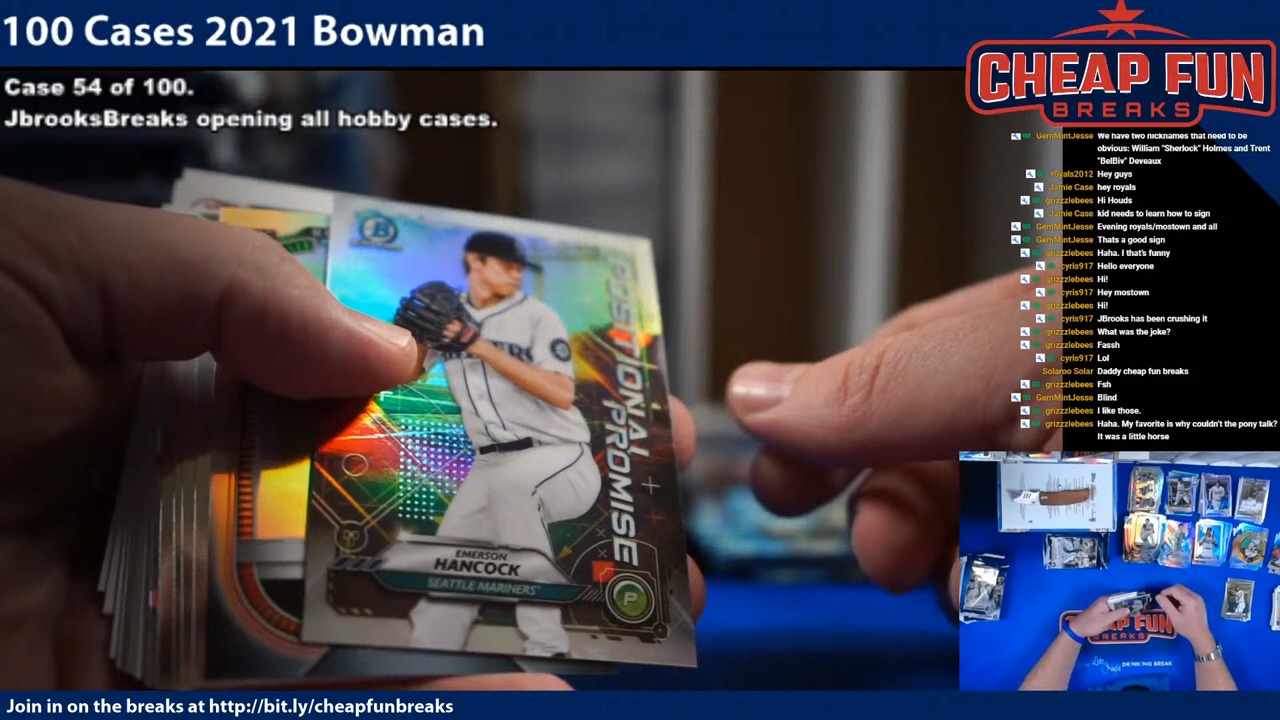 100 Cases 2021 Bowman
Case 54 of 100.
JbrooksBreaks opening all hobby cases.
CHEAP FUN
BREAKS
GemMintJesse We have two nicknames that need to be
obvious: William "Sherlock" Holmes and Trent
"BelBiv" Deveaux
r0yals2012 Hey guys
Jamie Case hey royals
grizzzlebees Hi Houds
Jamie Case kid needs to learn how to sign
GemMintJesse Evening royals/mostown and all
GemMintJesse Thats a good sign
grizzzlebees Haha. I that's funny
cyris917 Hello everyone
grizzzlebees Hi!
cyris917 Hey mostown
grizzzlebees Hi!
cyris917 JBrooks has been crushing it
grizzzlebees What was the joke?
grizzzlebees Fassh
cyris917 Lol
Solaroo Solar Daddy cheap fun breaks
grizzzlebees Fsh
GemMintJesse Blind
grizzzlebees I like those.
grizzzlebees Haha. My favorite is why couldn't the pony talk?
It was a little horse
B
POSITIONAL
PROMISE
EMERSON
HANCOCK
SEATTLE MARINERS
P
CHEAP FUN
BREAKS
DRINKING BREAK
Join in on the breaks at http://bit.ly/cheapfunbreaks